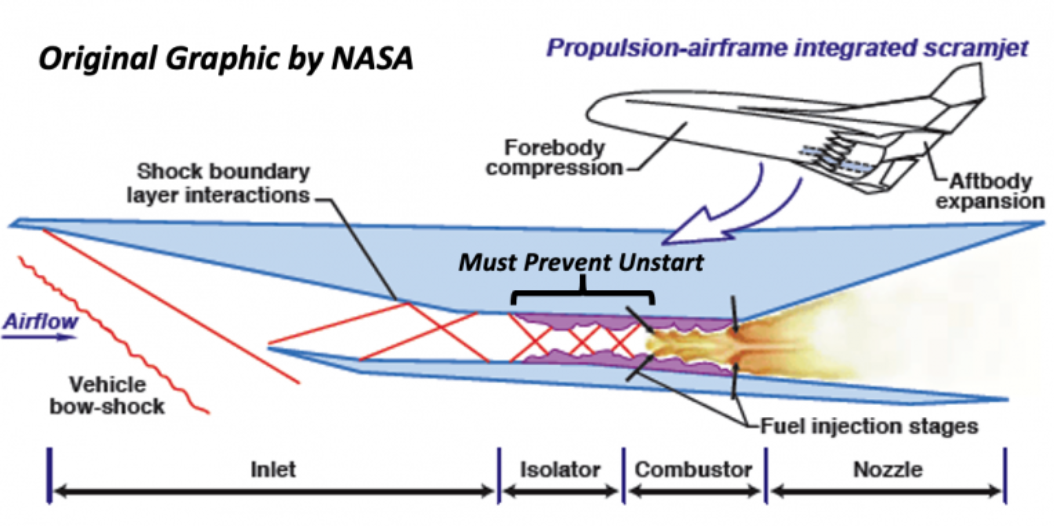 Original Graphic by NASA
Propulsion-airframe integrated scramjet
Forebody
compression
Aftbody
expansion
Shock boundary
layer interactions
Must Prevent Unstart
Airflow
Vehicle
bow-shock
Fuel injection stages
Inlet
Isolator
Combustor
Nozzle